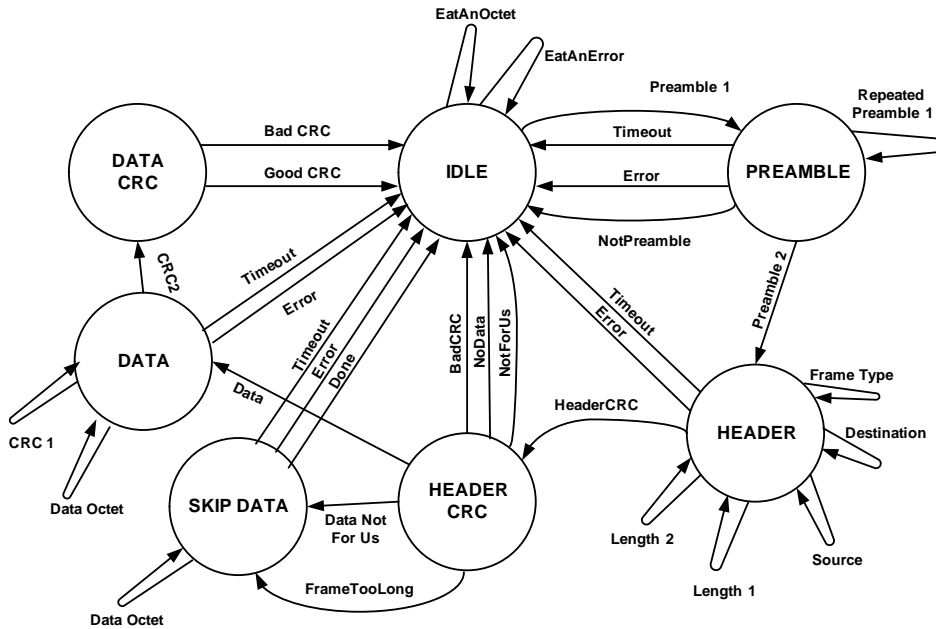 EatAnOctet
EatAnError
Preamble 1
Repeated
Preamble 1
Bad CRC
Timeout
DATA
CRC
IDLE
PREAMBLE
Good CRC
Error
NotPreamble
CRC2
Timeout
Error
Preamble 2
Timeout
Error
DATA
Timeout
Error
Done
BadCRC
NoData
NotForUs
Data
Frame Type
HeaderCRC
HEADER
Destination
CRC 1
Data Octet
SKIP DATA
HEADER
CRC
Data Not
For Us
Length 2
Source
FrameTooLong
Length 1
Data Octet